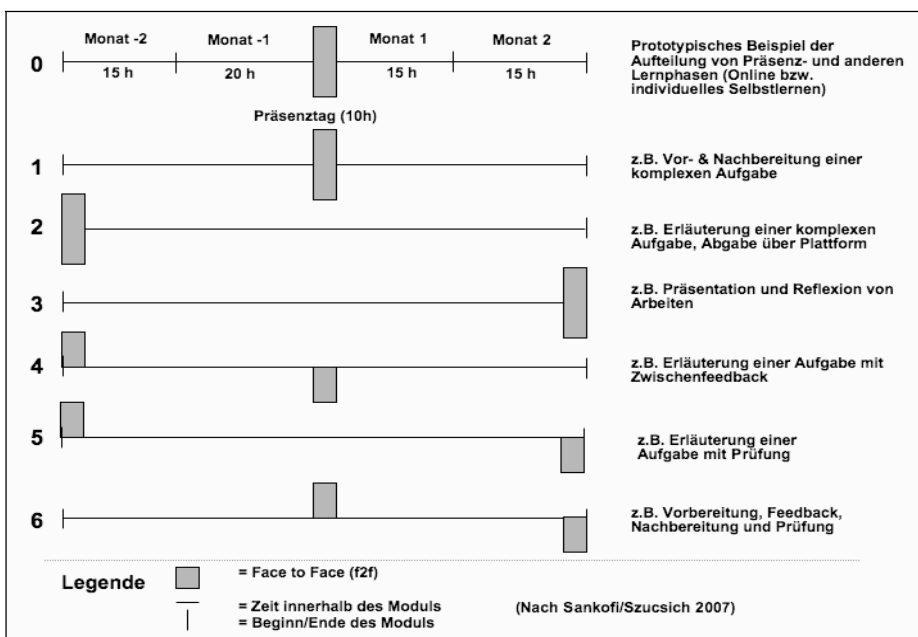 Monat -2 Monat -1 Monat 1 Monat 2
0
15 h 20 h 15 h 15 h
Prototypisches Beispiel der
Aufteilung von Präsenz- und anderen
Lernphasen (Online bzw.
individuelles Selbstlernen)
Präsenztag (10h)
1
z.B. Vor- & Nachbereitung einer
komplexen Aufgabe
2
z.B. Erläuterung einer komplexen
Aufgabe, Abgabe über Plattform
3
z.B. Präsentation und Reflexion von
Arbeiten
4
z.B. Erläuterung einer Aufgabe mit
Zwischenfeedback
5
z.B. Erläuterung einer
Aufgabe mit Prüfung
6
z.B. Vorbereitung, Feedback,
Nachbereitung und Prüfung
Legende
= Face to Face (f2f)
= Zeit innerhalb des Moduls (Nach Sankofi/Szucsich 2007)
= Beginn/Ende des Moduls